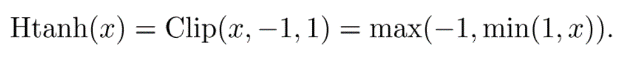 Htanh(x) = Clip(x, −1, 1) = max(−1, min(1, x)).